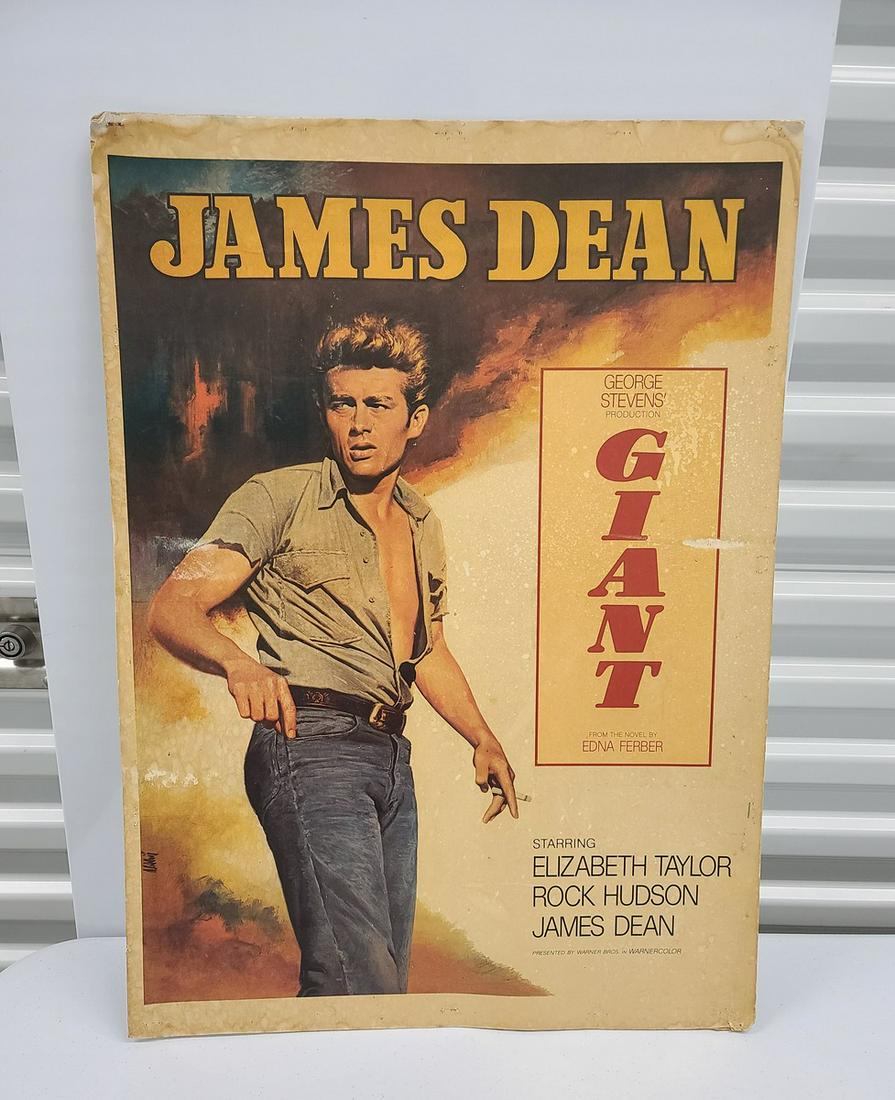 JAMES DEAN
GEORGE
STEVENS'
PRODUCTION
GIANT
FROM THE NOVEL BY
EDNA FERBER
STARRING
ELIZABETH TAYLOR
ROCK HUDSON
JAMES DEAN
PRESENTED BY WARNER BROS. IN WARNERCOLOR